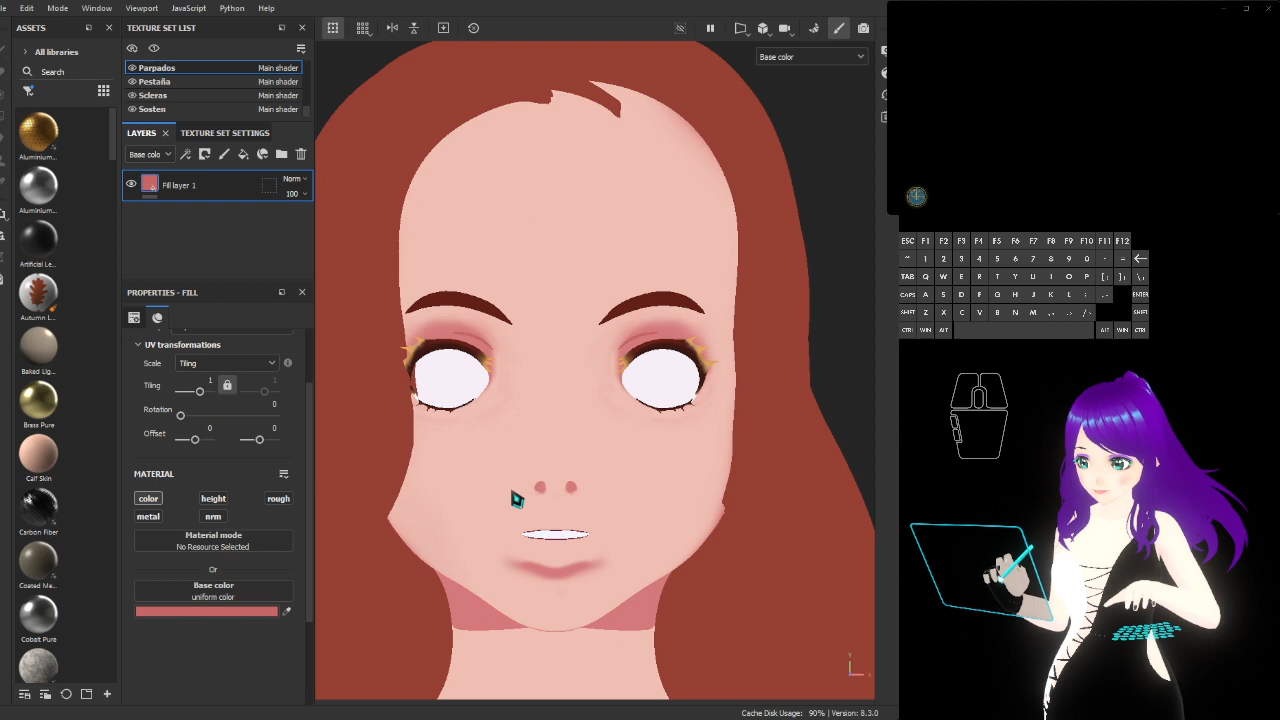 le Edit Mode Window Viewport JavaScript Python Help
ASSETS
All libraries
Search
Aluminium...
Aluminium...
Artificial Le...
Autumn L...
Baked Lig...
Brass Pure
Calf Skin
Carbon Fiber
Coated Ma...
Cobalt Pure
TEXTURE SET LIST
Parpados Main shader
Pestaña Main shader
Scleras Main shader
Sosten Main shader
LAYERS TEXTURE SET SETTINGS
Base colo
Fill layer 1 Norm
100
PROPERTIES - FILL
UV transformations
Scale Tiling
Tiling 1 1
Rotation 0
Offset 0 0
MATERIAL
color height rough
metal nrm
Material mode
No Resource Selected
Or
Base color
uniform color
Base color
Y
X
Cache Disk Usage: 90% | Version: 8.3.0
ESC F1 F2 F3 F4 F5 F6 F7 F8 F9 F10 F11 F12
1 2 3 4 5 6 7 8 9 0 - =
TAB Q W E R T Y U I O P
CAPS A S D F G H J K L
ENTER
SHIFT Z X C V B N M
SHIFT
CTRL WIN ALT ALT WIN CTRL